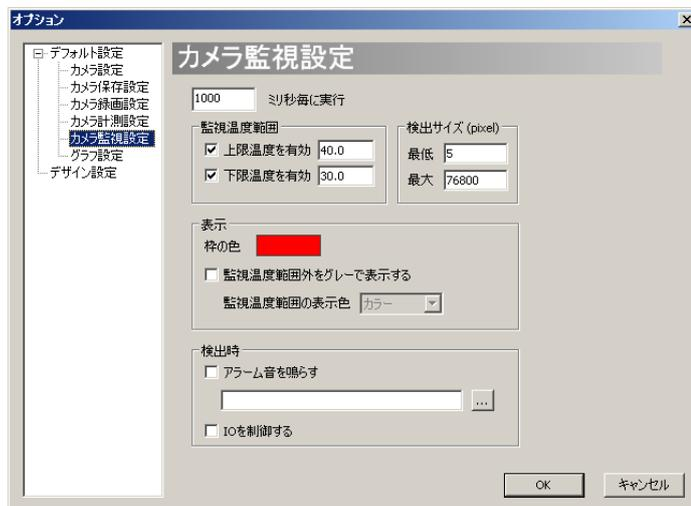 オプション
デフォルト設定
カメラ設定
カメラ保存設定
カメラ録画設定
カメラ計測設定
カメラ監視設定
グラフ設定
デザイン設定
カメラ監視設定
1000 ミリ秒毎に実行
監視温度範囲
上限温度を有効 40.0
下限温度を有効 30.0
検出サイズ (pixel)
最低 5
最大 76800
表示
枠の色
監視温度範囲外をグレーで表示する
監視温度範囲の表示色 カラー
検出時
アラーム音を鳴らす
...
IOを制御する
OK キャンセル